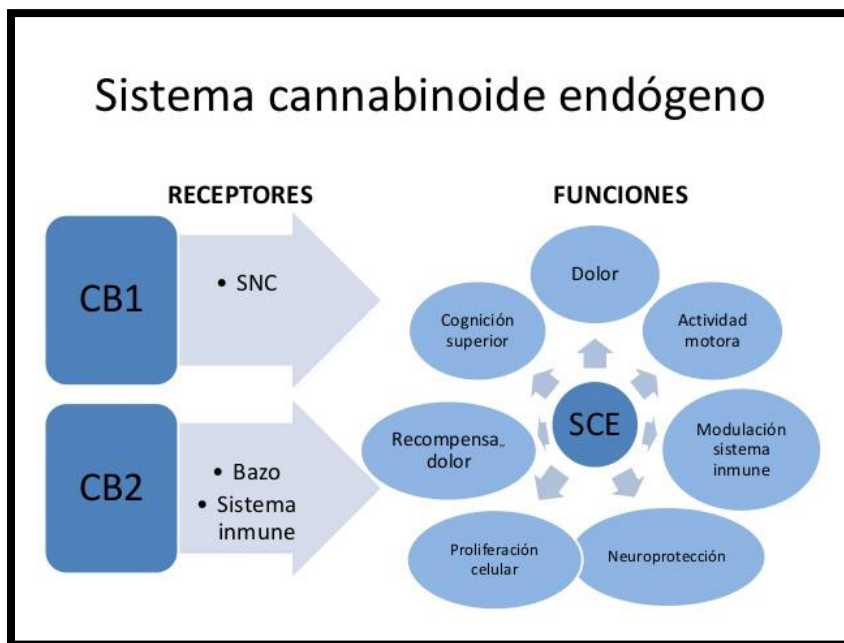 Sistema cannabinoide endógeno
RECEPTORES
CB1
• SNC
CB2
• Bazo
• Sistema
inmune
FUNCIONES
Dolor
Actividad
motora
Modulación
sistema
inmune
Neuroprotección
Proliferación
celular
Recompensa,,
dolor
Cognición
superior
SCE